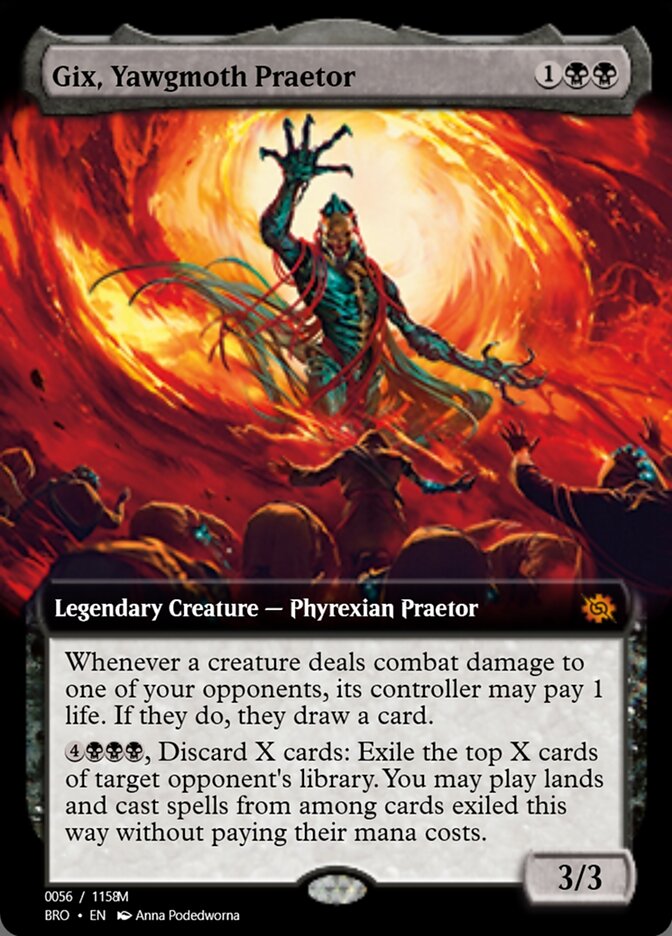 Gix, Yawgmoth Praetor 1
Legendary Creature — Phyrexian Praetor
Whenever a creature deals combat damage to
one of your opponents, its controller may pay 1
life. If they do, they draw a card.
4, Discard X cards: Exile the top X cards
of target opponent's library. You may play lands
and cast spells from among cards exiled this
way without paying their mana costs.
3/3
0056 / 1158M
BRO • EN Anna Podedworna